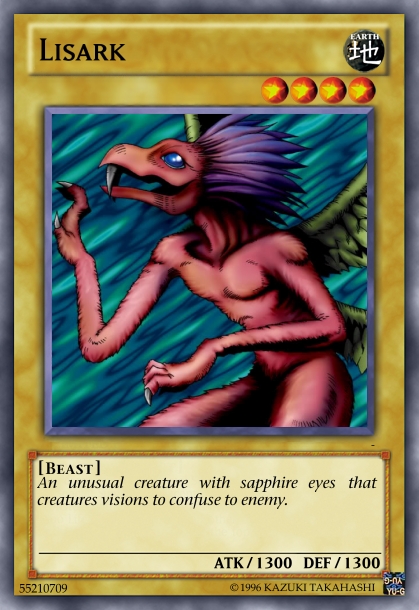 Lisark
EARTH
地
[Beast]
An unusual creature with sapphire eyes that
creatures visions to confuse to enemy.
ATK / 1300 DEF / 1300
55210709
©1996 KAZUKI TAKAHASHI